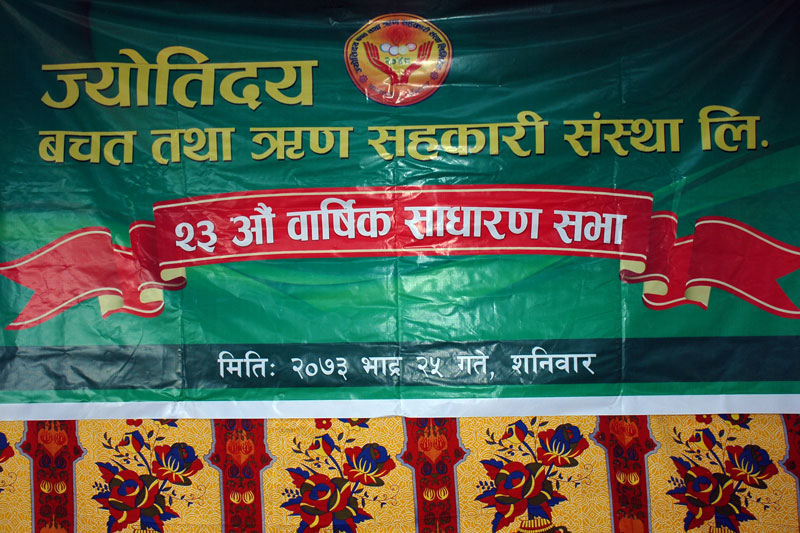 ज्योतिदय
बचत तथा ऋण सहकारी संस्था लि.
२३ औं वार्षिक साधारण सभा
मितिः २०७३ भाद्र २५ गते, शनिवार